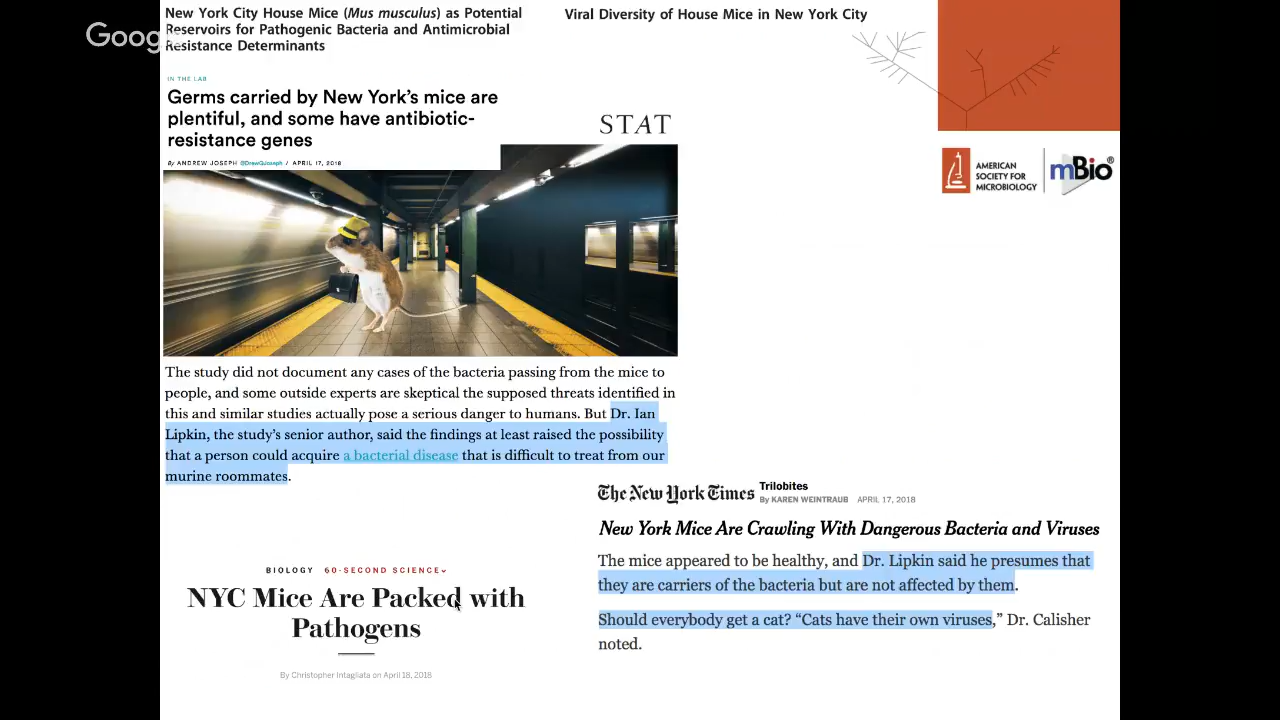 Google
New York City House Mice (Mus musculus) as Potential
Reservoirs for Pathogenic Bacteria and Antimicrobial
Resistance Determinants
Viral Diversity of House Mice in New York City
IN THE LAB
Germs carried by New York’s mice are
plentiful, and some have antibiotic-
resistance genes
By ANDREW JOSEPH @DrewQJoseph / APRIL 17, 2018
STAT
AMERICAN
SOCIETY FOR
MICROBIOLOGY
mBio®
The study did not document any cases of the bacteria passing from the mice to
people, and some outside experts are skeptical the supposed threats identified in
this and similar studies actually pose a serious danger to humans. But Dr. Ian
Lipkin, the study’s senior author, said the findings at least raised the possibility
that a person could acquire a bacterial disease that is difficult to treat from our
murine roommates.
The New York Times
Trilobites
By KAREN WEINTRAUB APRIL 17, 2018
New York Mice Are Crawling With Dangerous Bacteria and Viruses
The mice appeared to be healthy, and Dr. Lipkin said he presumes that
they are carriers of the bacteria but are not affected by them.
Should everybody get a cat? “Cats have their own viruses,” Dr. Calisher
noted.
BIOLOGY 60-SECOND SCIENCE
NYC Mice Are Packed with
Pathogens
By Christopher Intagliata on April 18, 2018